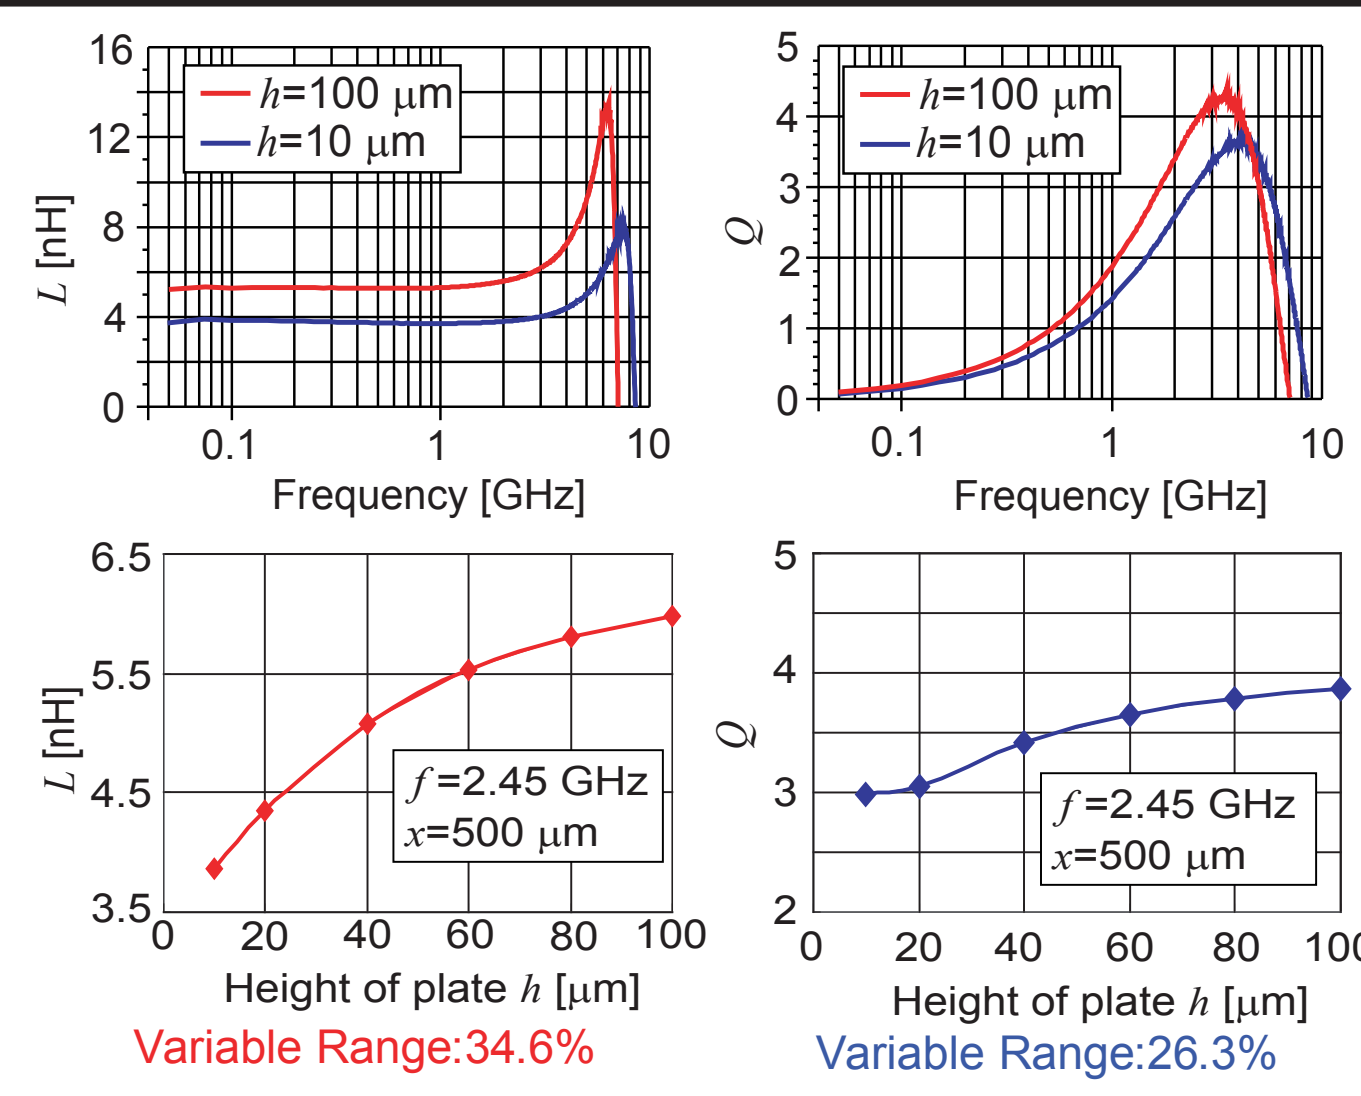 16
12
8
4
0
L [nH]
h=100 μm
h=10 μm
0.1
1
10
Frequency [GHz]
5
4
3
2
1
0
Q
h=100 μm
h=10 μm
0.1
1
10
Frequency [GHz]
6.5
5.5
4.5
3.5
L [nH]
f=2.45 GHz
x=500 μm
0 20 40 60 80 100
Height of plate h [μm]
Variable Range:34.6%
5
4
3
2
Q
f=2.45 GHz
x=500 μm
0 20 40 60 80 100
Height of plate h [μm]
Variable Range:26.3%